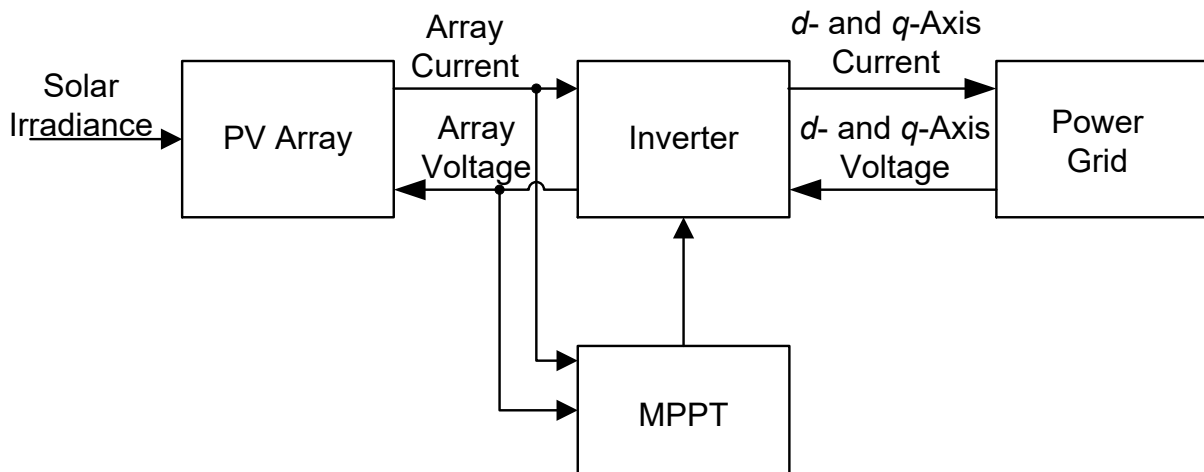 Solar
Irradiance
PV Array
Array
Current
Array
Voltage
Inverter
d- and q-Axis
Current
d- and q-Axis
Voltage
Power
Grid
MPPT